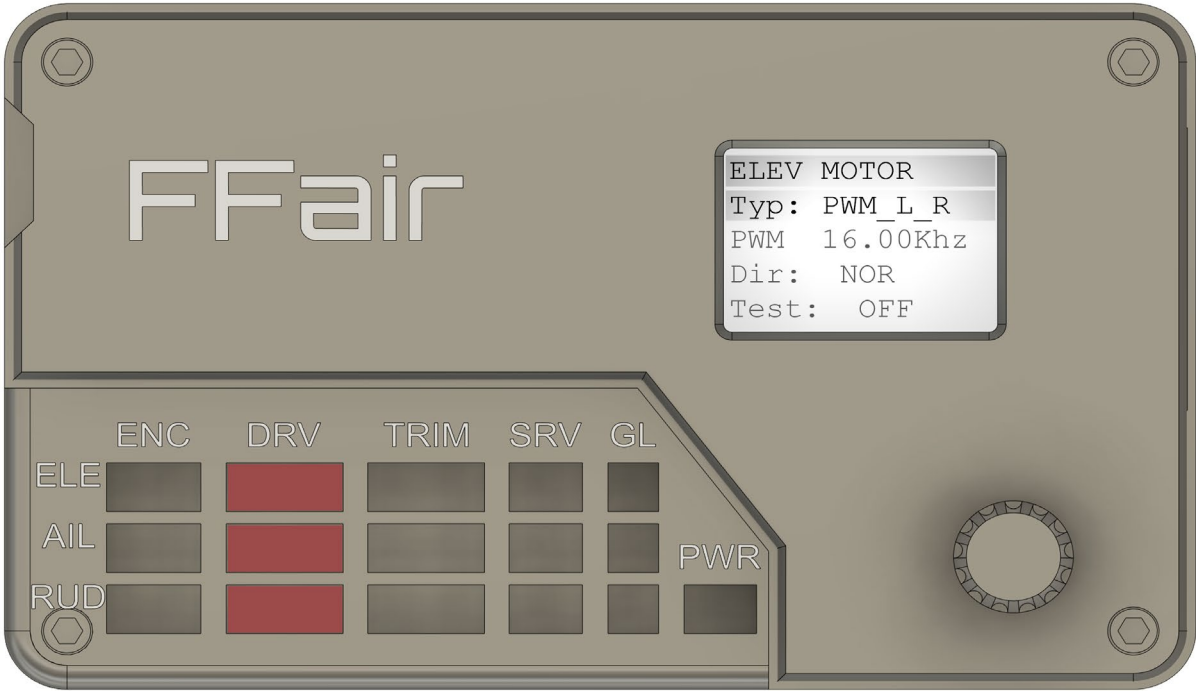 FFair
ELEV MOTOR
Typ: PWM_L_R
PWM 16.00Khz
Dir: NOR
Test: OFF
ENC DRV TRIM SRV GL
ELE
AIL
PWR
RUD